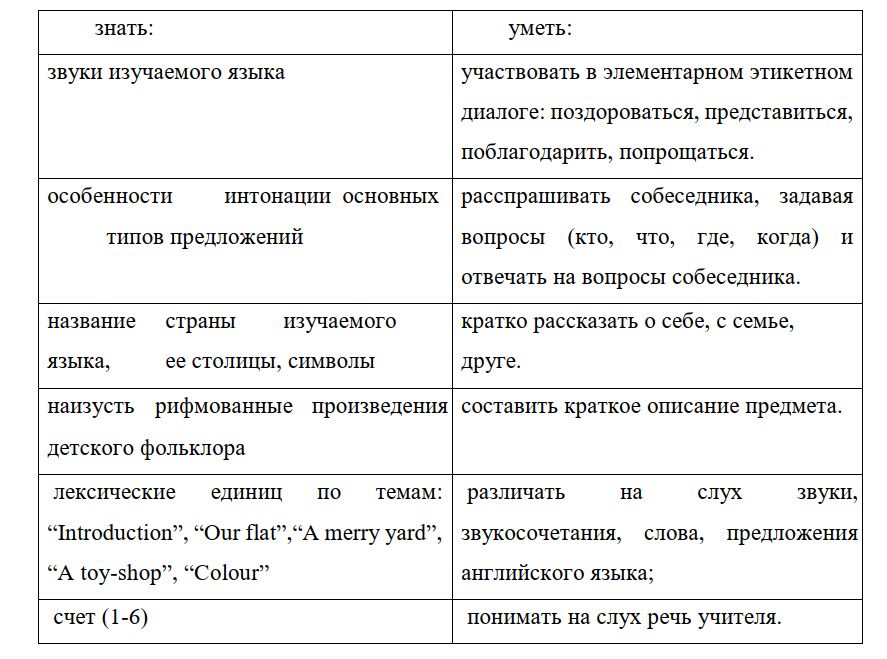 знать:
уметь:
звуки изучаемого языка
участвовать в элементарном этикетном
диалоге: поздороваться, представиться,
поблагодарить, попрощаться.
особенности интонации основных
типов предложений
расспрашивать собеседника, задавая
вопросы (кто, что, где, когда) и
отвечать на вопросы собеседника.
название страны изучаемого
языка, ее столицы, символы
кратко рассказать о себе, с семье,
друге.
наизусть рифмованные произведения
детского фольклора
составить краткое описание предмета.
лексические единиц по темам:
“Introduction”, “Our flat”,“A merry yard”,
“A toy-shop”, “Colour”
различать на слух звуки,
звукосочетания, слова, предложения
английского языка;
счет (1-6)
понимать на слух речь учителя.